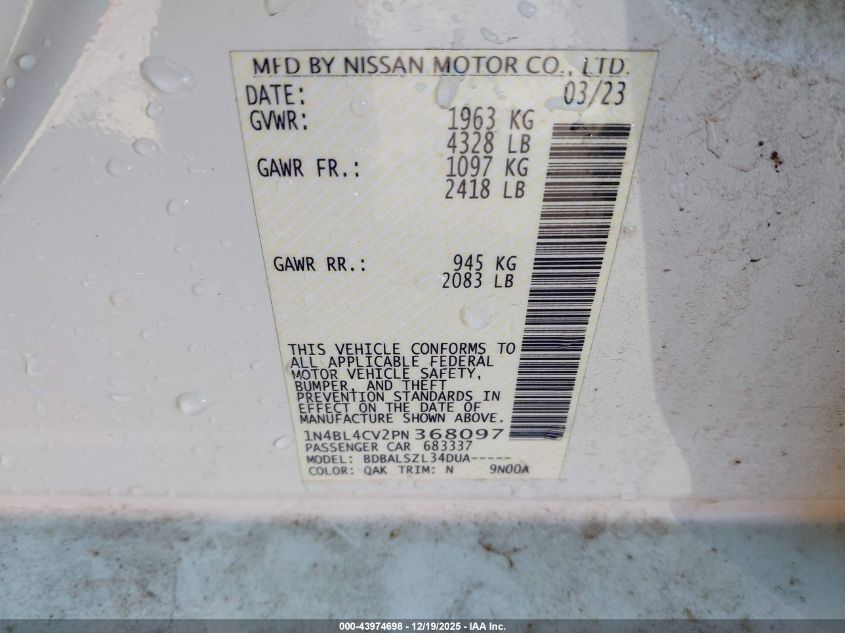 MFD BY NISSAN MOTOR CO., LTD.
DATE: 03/23
GVWR: 1963 KG
4328 LB
GAWR FR.: 1097 KG
2418 LB
GAWR RR.: 945 KG
2083 LB
THIS VEHICLE CONFORMS TO
ALL APPLICABLE FEDERAL
MOTOR VEHICLE SAFETY,
BUMPER, AND THEFT
PREVENTION STANDARDS IN
EFFECT ON THE DATE OF
MANUFACTURE SHOWN ABOVE.
1N4BL4CV2PN368097
PASSENGER CAR 683337
MODEL: BDBALSZL34DUA-----
COLOR: QAK TRIM: N 9N00A
000-43974698 - 12/19/2025 - IAA Inc.